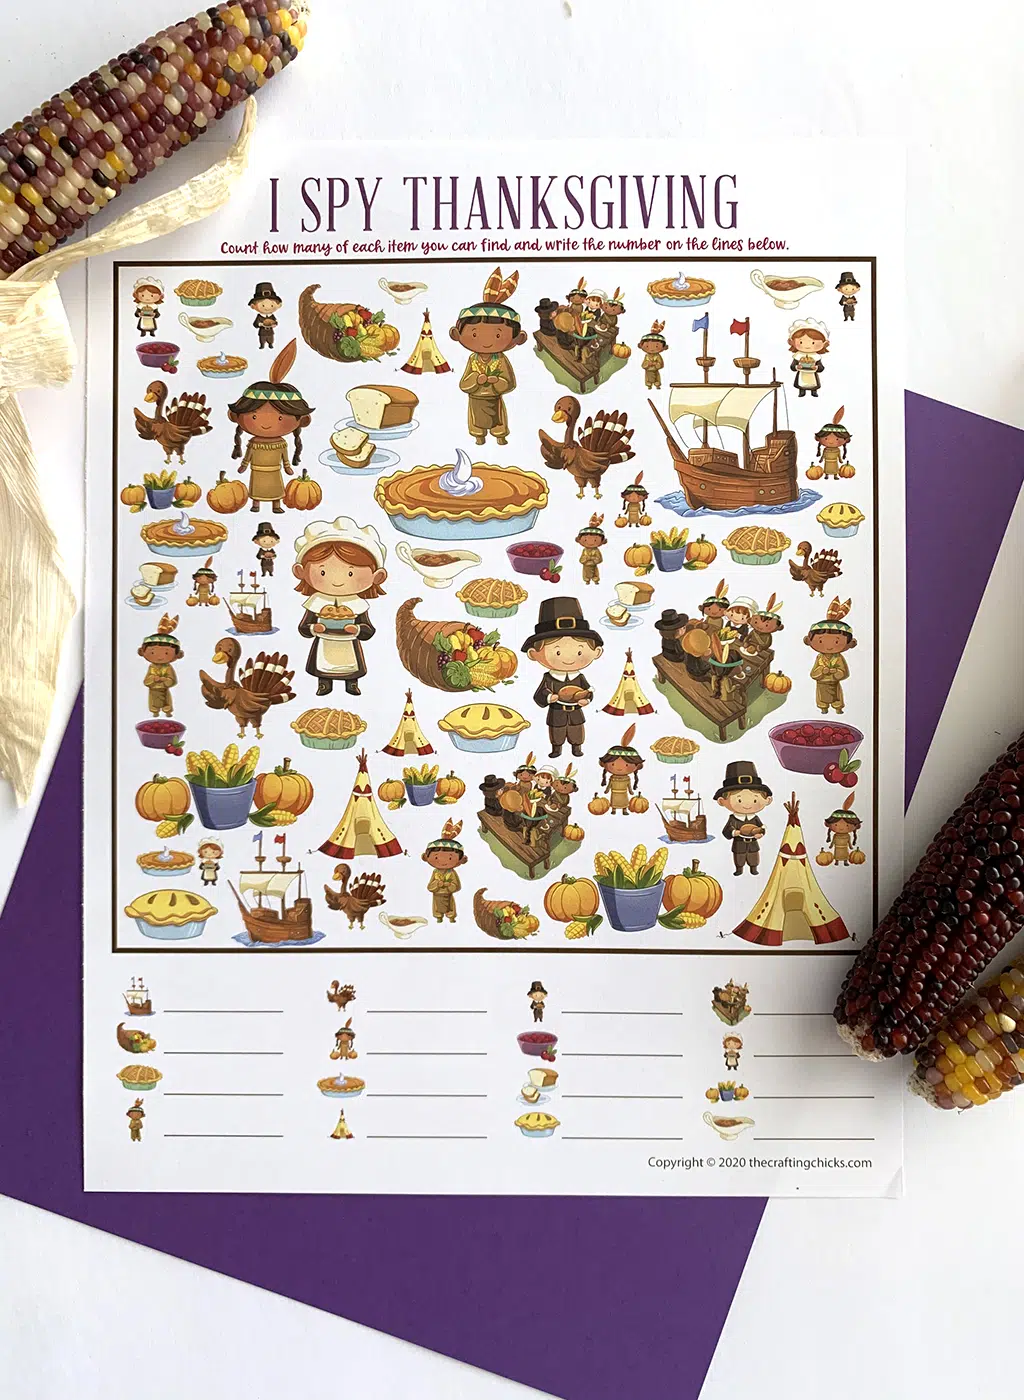 I SPY THANKSGIVING
Count how many of each item you can find and write the number on the lines below.
Copyright © 2020 thecraftingchicks.com